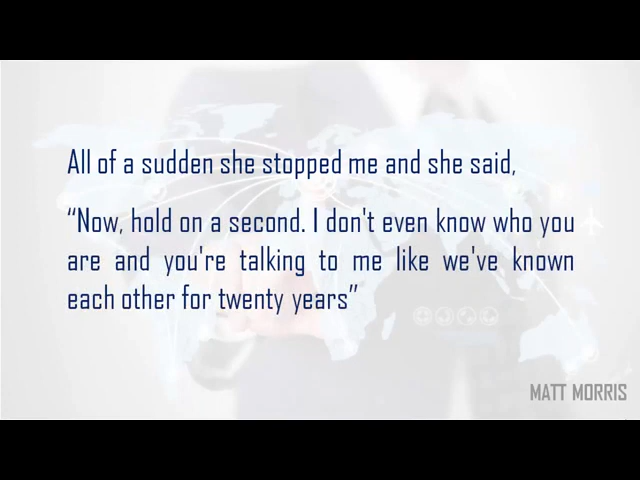 All of a sudden she stopped me and she said,
“Now, hold on a second. I don't even know who you
are and you're talking to me like we've known
each other for twenty years”
MATT MORRIS